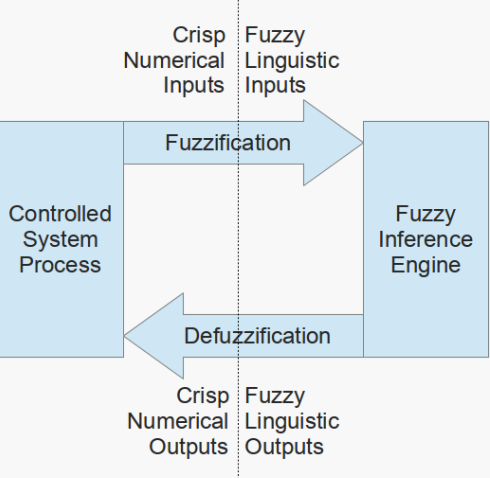 Crisp
Numerical
Inputs
Fuzzy
Linguistic
Inputs
Fuzzification
Controlled
System
Process
Fuzzy
Inference
Engine
Defuzzification
Crisp
Numerical
Outputs
Fuzzy
Linguistic
Outputs